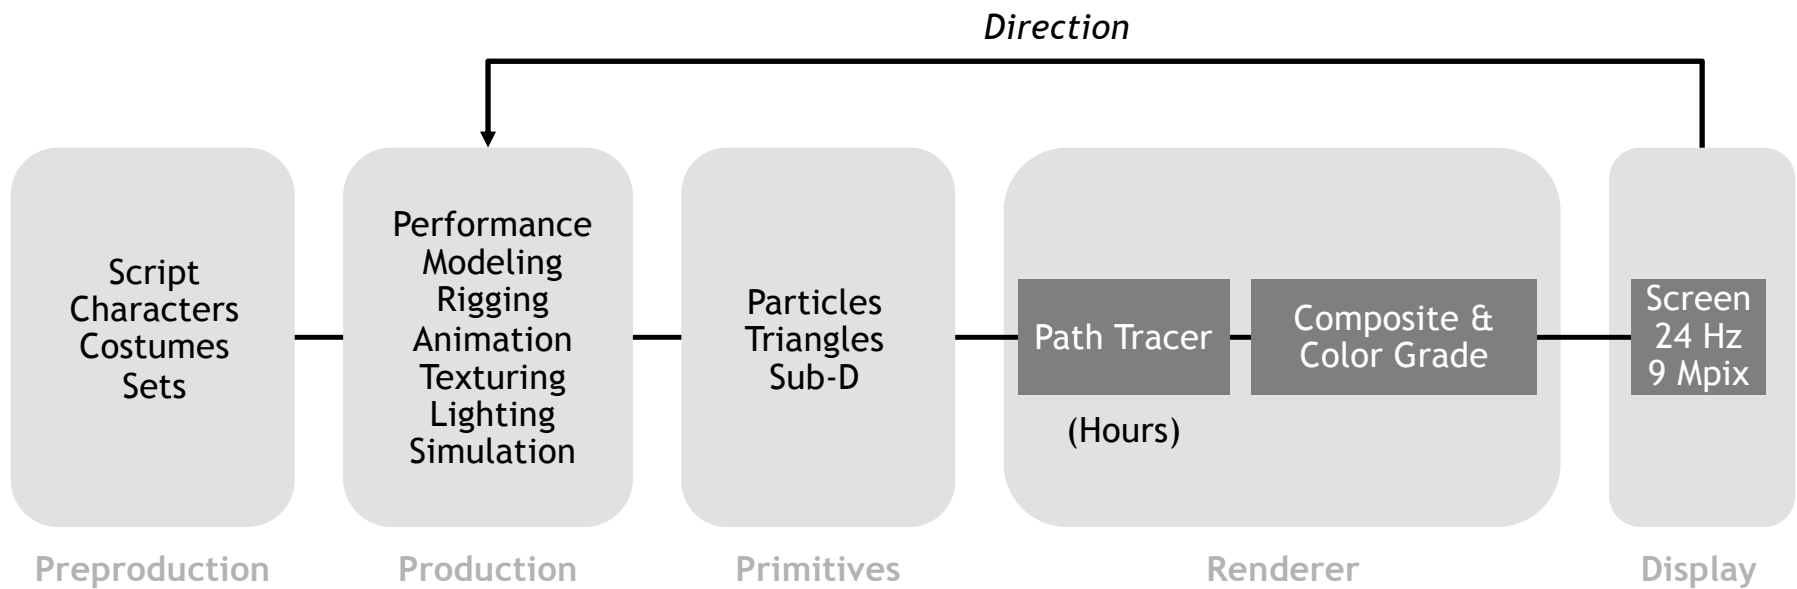 Direction
Script
Characters
Costumes
Sets
Performance
Modeling
Rigging
Animation
Texturing
Lighting
Simulation
Particles
Triangles
Sub-D
Path Tracer
(Hours)
Composite &
Color Grade
Screen
24 Hz
9 Mpix
Preproduction
Production
Primitives
Renderer
Display